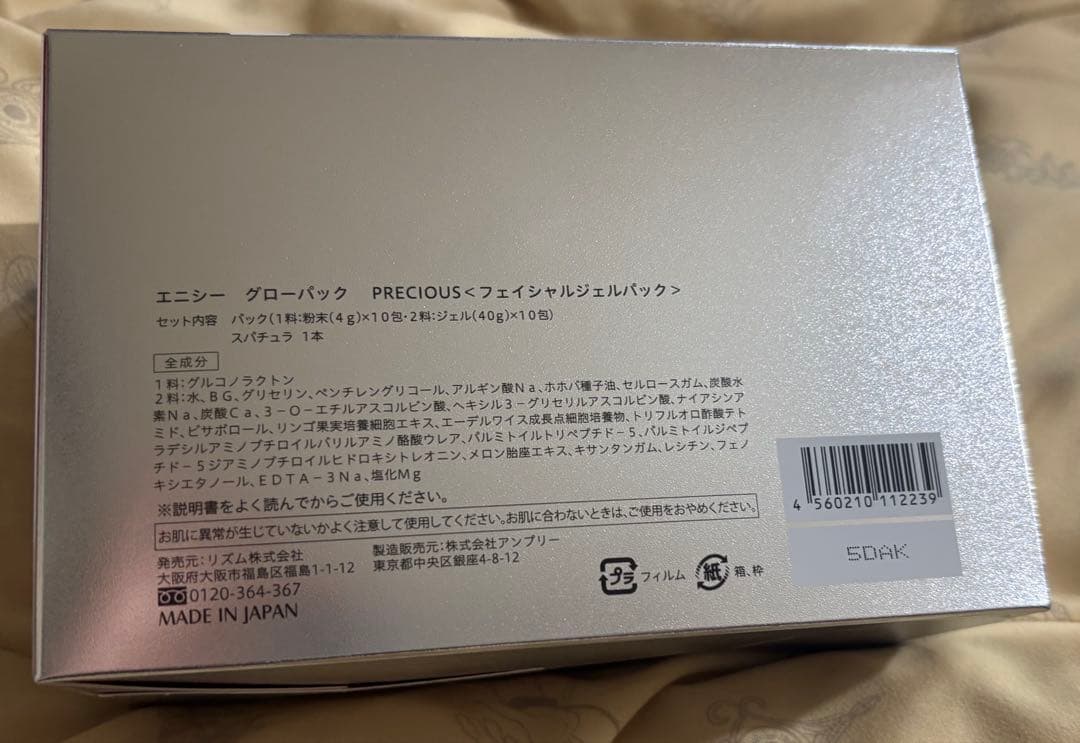 エニシー グローパック PRECIOUS<フェイシャルジェルパック>
セット内容 パック(1料:粉末(4g)×10包・2料:ジェル(40g)×10包)
スパチュラ 1本
全成分
1料:グルコノラクトン
2料:水、BG、グリセリン、ペンチレングリコール、アルギン酸Na、ホホバ種子油、セルロースガム、炭酸水
素Na、炭酸Ca、3-O-エチルアスコルビン酸、ヘキシル3-グリセリルアスコルビン酸、ナイアシンア
ミド、ビサボロール、リンゴ果実培養細胞エキス、エーデルワイス成長点細胞培養物、トリフルオロ酢酸テト
ラデシルアミノブチロイルバリルアミノ酪酸ウレア、パルミトイルトリペプチド-5、パルミトイルジペプ
チド-5ジアミノブチロイルヒドロキシトレオニン、メロン胎座エキス、キサンタンガム、レシチン、フェノ
キシエタノール、EDTA-3Na、塩化Mg
※説明書をよく読んでからご使用ください。
お肌に異常が生じていないかよく注意して使用してください。お肌に合わないときは、ご使用をおやめください。
発売元:リズム株式会社
大阪府大阪市福島区福島1-1-12
0120-364-367
MADE IN JAPAN
製造販売元:株式会社アンプリー
東京都中央区銀座4-8-12
プラ フィルム 紙 箱、枠
4 560210 112239
5DAK